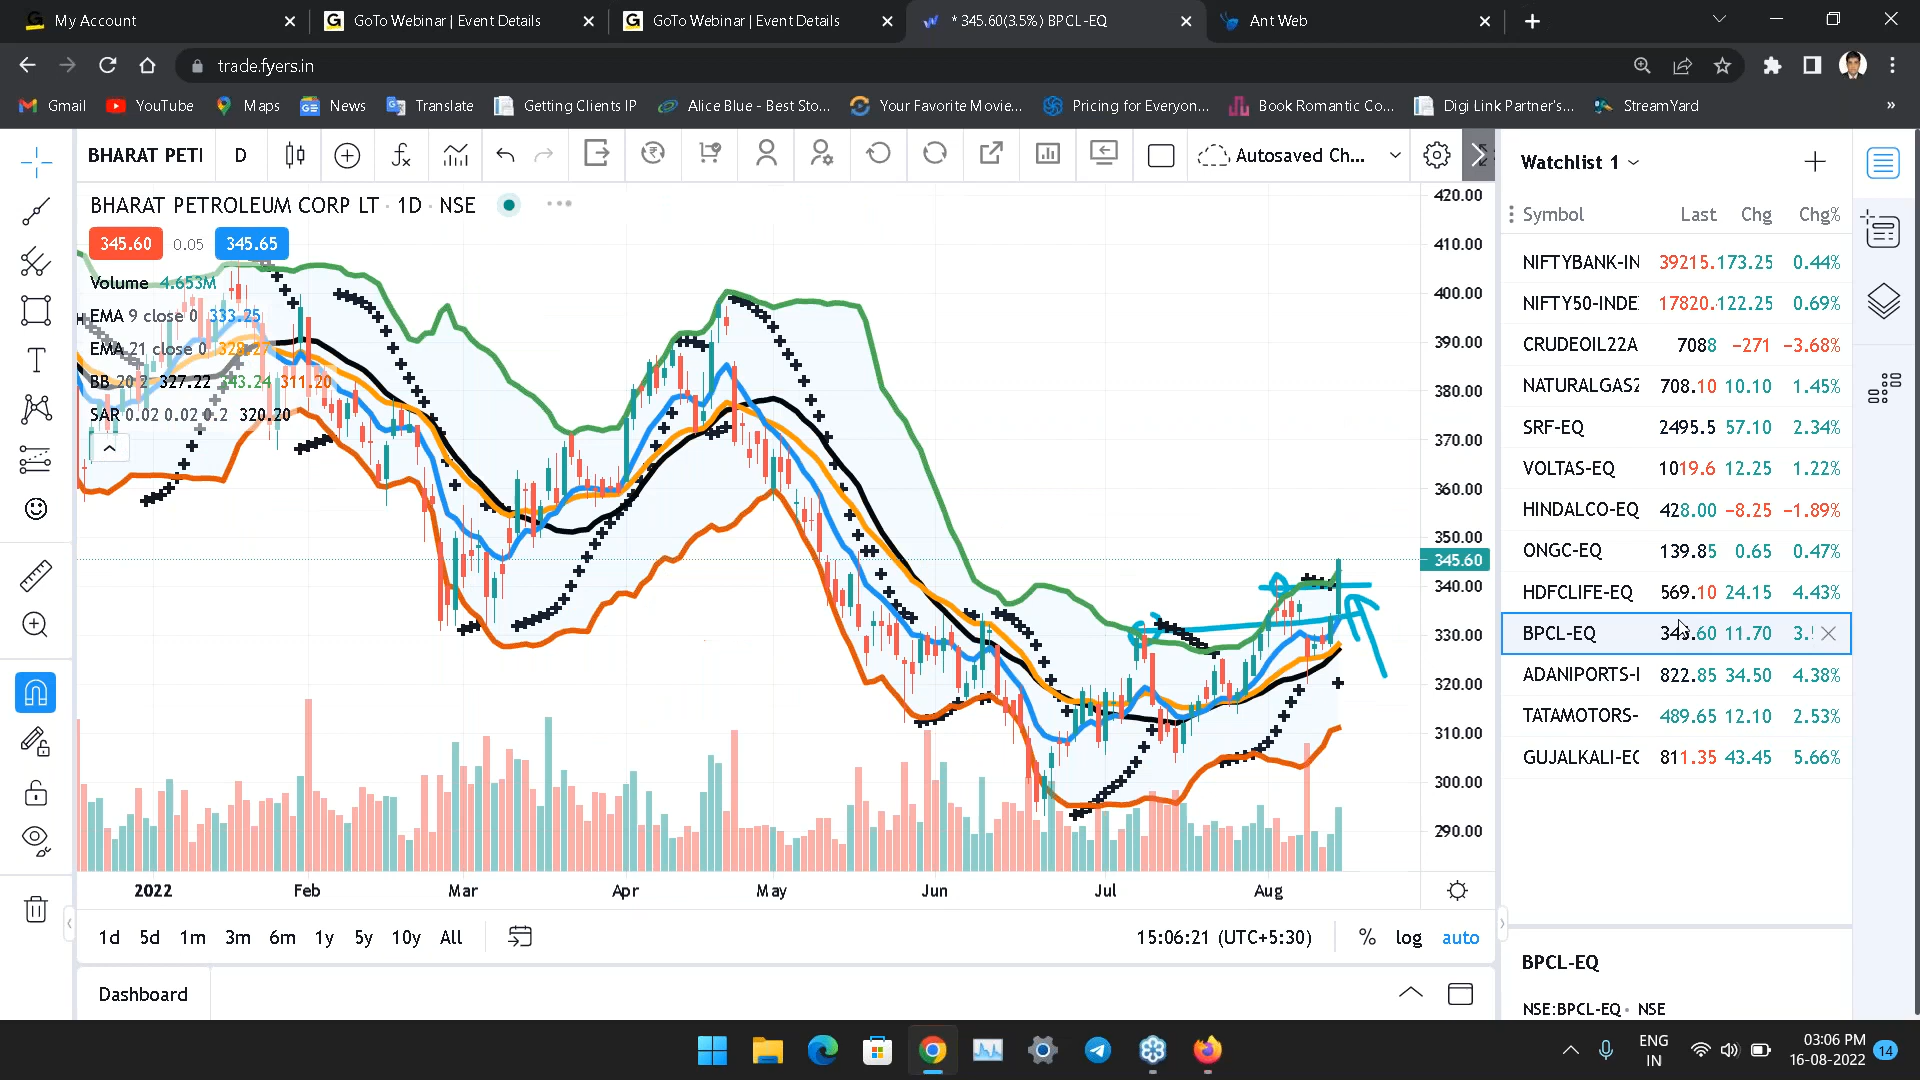 My Account
GoTo Webinar | Event Details
GoTo Webinar | Event Details
* 345.60(3.5%) BPCL-EQ
Ant Web
trade.fyers.in
Gmail
YouTube
Maps
News
Translate
Getting Clients IP
Alice Blue - Best Sto...
Your Favorite Movie...
Pricing for Everyon...
Book Romantic Co...
Digi Link Partner's...
StreamYard
»
BHARAT PETI
D
Autosaved Ch...
BHARAT PETROLEUM CORP LT · 1D · NSE
345.60 0.05 345.65
Volume 4.653M
EMA 9 close 0 333.25
EMA 21 close 0
BB 20 2 327.22 311.20
SAR 0.02 0.02 0.2 320.20
420.00
410.00
400.00
390.00
380.00
370.00
360.00
350.00
345.60
340.00
330.00
320.00
310.00
300.00
290.00
2022 Feb Mar Apr May Jun Jul Aug
1d 5d 1m 3m 6m 1y 5y 10y All
15:06:21 (UTC+5:30)
% log auto
Dashboard
Watchlist 1
Symbol Last Chg Chg%
NIFTYBANK-IN 39215. 173.25 0.44%
NIFTY50-INDE 17820. 122.25 0.69%
CRUDEOIL22A 7088 −271 −3.68%
NATURALGAS2 708.10 10.10 1.45%
SRF-EQ 2495.5 57.10 2.34%
VOLTAS-EQ 1019.6 12.25 1.22%
HINDALCO-EQ 428.00 −8.25 −1.89%
ONGC-EQ 139.85 0.65 0.47%
HDFCLIFE-EQ 569.10 24.15 4.43%
BPCL-EQ 345.60 11.70 3.
ADANIPORTS-I 822.85 34.50 4.38%
TATAMOTORS- 489.65 12.10 2.53%
GUJALKALI-EC 811.35 43.45 5.66%
BPCL-EQ
NSE:BPCL-EQ · NSE
ENG
IN
03:06 PM
16-08-2022
14